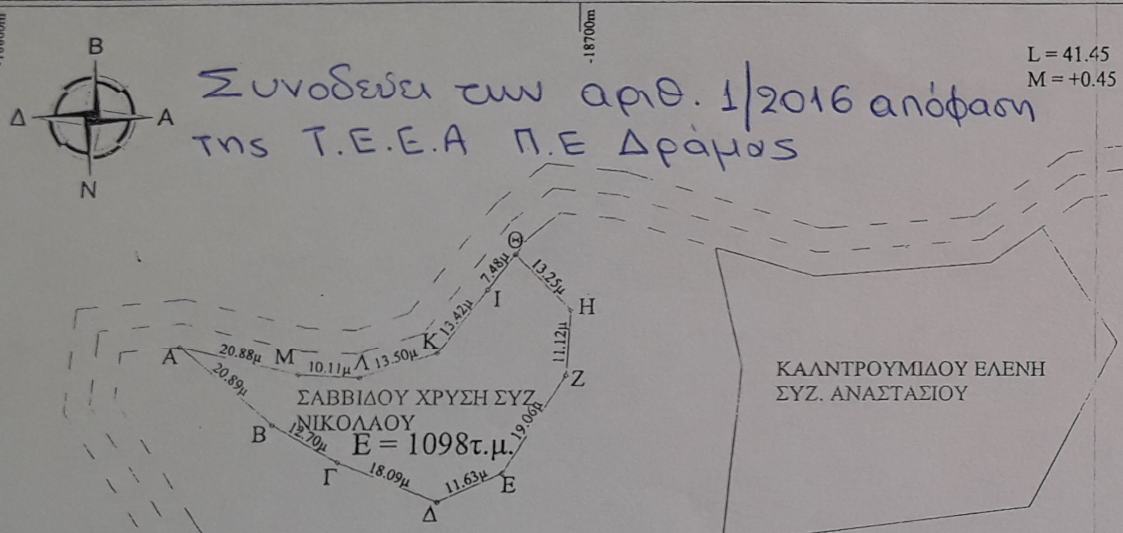 -18700m
L = 41.45
M = +0.45
Β
Δ
Α
Ν
Συνοδεύει την αριθ. 1/2016 απόφαση
της Τ.Ε.Ε.Α Π.Ε Δράμας
Θ
7.48μ
13.25μ
Ι
Η
13.42μ
11.12μ
Κ
Α
20.88μ
Μ
10.11μ
Λ
13.50μ
Ζ
20.89μ
ΣΑΒΒΙΔΟΥ ΧΡΥΣΗ ΣΥΖ
ΝΙΚΟΛΑΟΥ
19.06μ
Β
12.70μ
Ε = 1098τ.μ.
Γ
18.09μ
11.63μ
Ε
Δ
ΚΑΛΝΤΡΟΥΜΙΔΟΥ ΕΛΕΝΗ
ΣΥΖ. ΑΝΑΣΤΑΣΙΟΥ